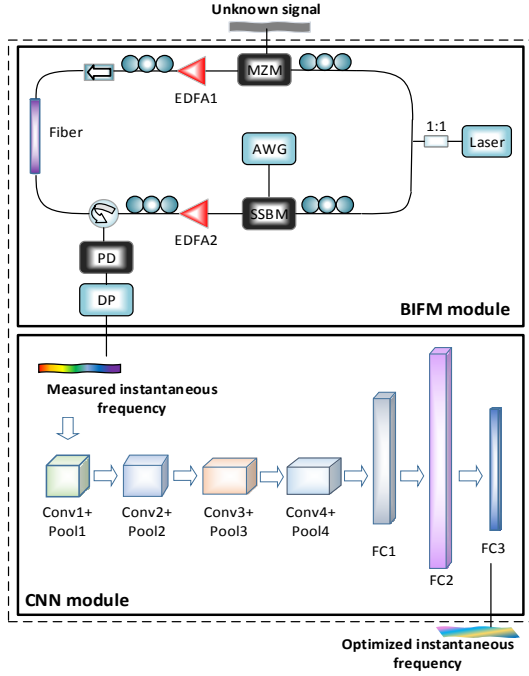 Unknown signal
MZM
EDFA1
Fiber
1:1
Laser
AWG
SSBM
EDFA2
PD
DP
BIFM module
Measured instantaneous
frequency
Conv1+
Pool1
Conv2+
Pool2
Conv3+
Pool3
Conv4+
Pool4
FC1
FC2
FC3
CNN module
Optimized instantaneous
frequency